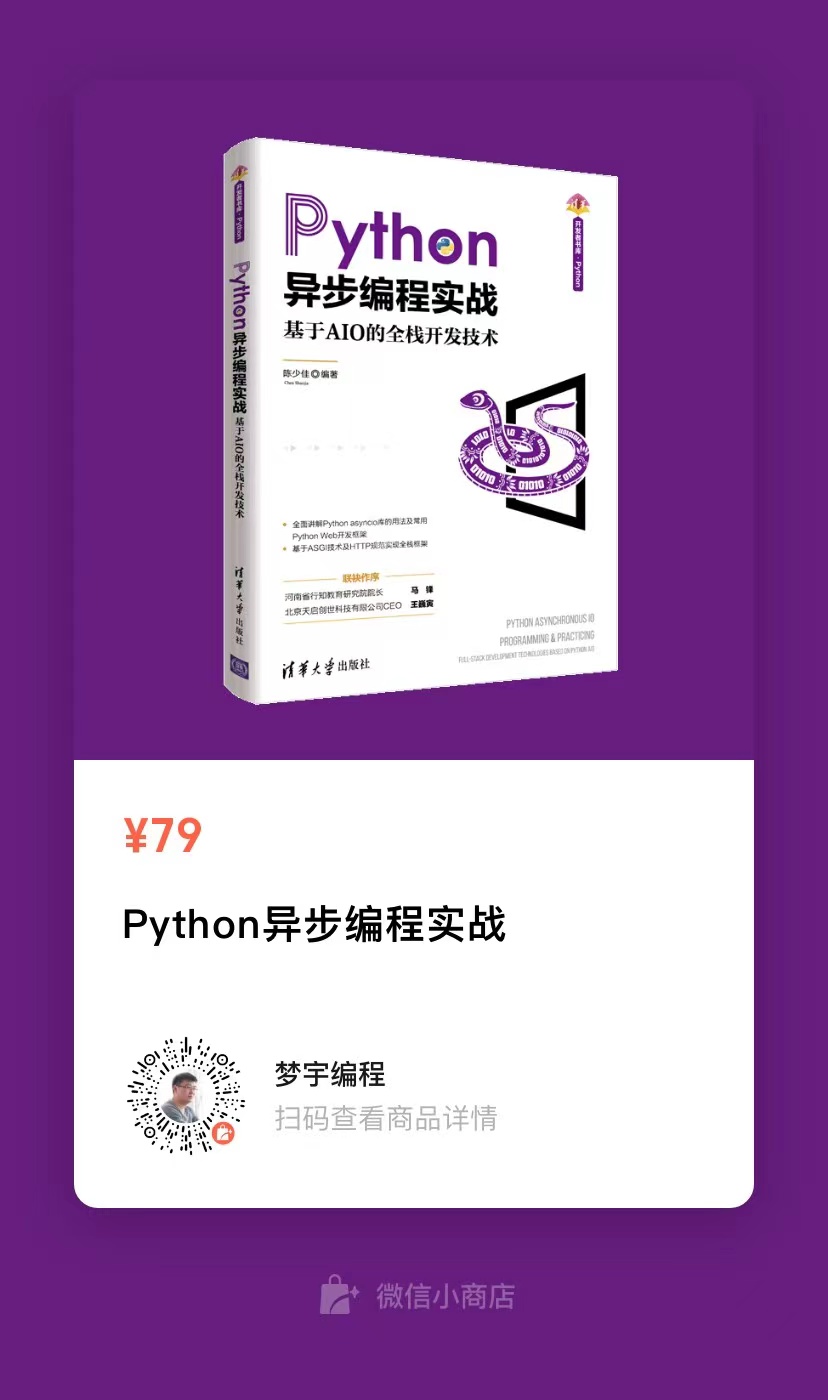 开发者书库·Python
Python异步编程实战 基于AIO的全栈开发技术
清华大学出版社
开发者书库·Python
Python
异步编程实战
基于AIO的全栈开发技术
陈少佳◎编著
Chen Shaojia
全面讲解Python asyncio库的用法及常用
Python Web开发框架
基于ASGI技术及HTTP规范实现全栈框架
联袂作序
河南省行知教育研究院院长 马 锋
北京天启创世科技有限公司CEO 王巍寅
PYTHON ASYNCHRONOUS IO
PROGRAMMING & PRACTICING
FULL-STACK DEVELOPMENT TECHNOLOGIES BASED ON PYTHON AIO
清华大学出版社
¥79
Python异步编程实战
梦宇编程
扫码查看商品详情
微信小商店